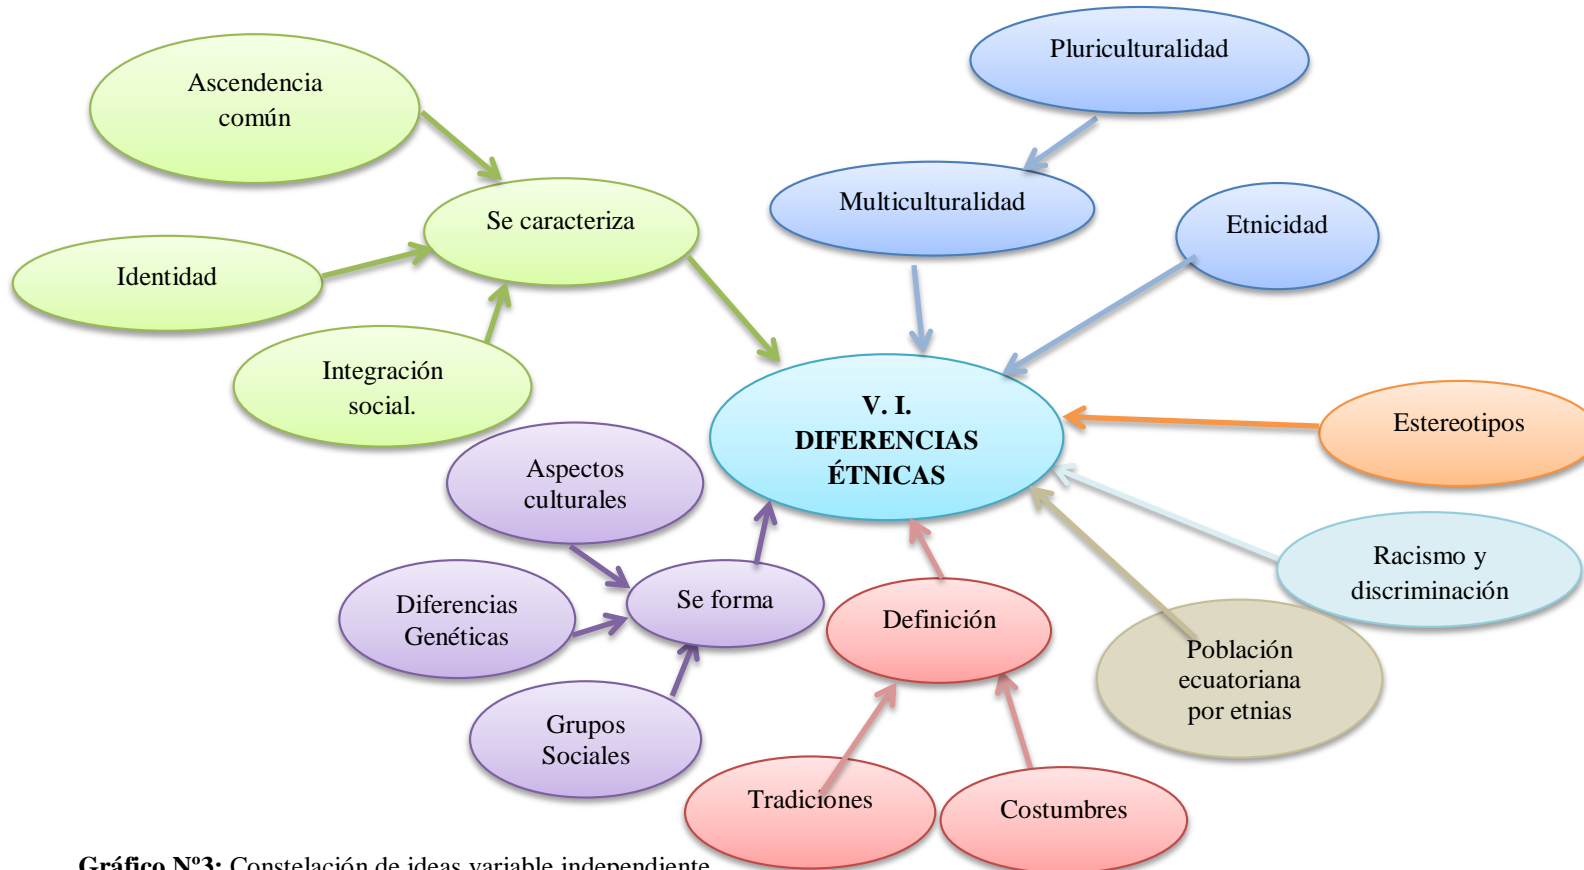 Pluriculturalidad
Ascendencia
común
Multiculturalidad
Se caracteriza
Etnicidad
Identidad
Integración
social.
V. I.
DIFERENCIAS
ÉTNICAS
Estereotipos
Aspectos
culturales
Racismo y
discriminación
Se forma
Diferencias
Genéticas
Definición
Población
ecuatoriana
por etnias
Grupos
Sociales
Tradiciones
Costumbres
Gráfico Nº3: Constelación de ideas variable independiente